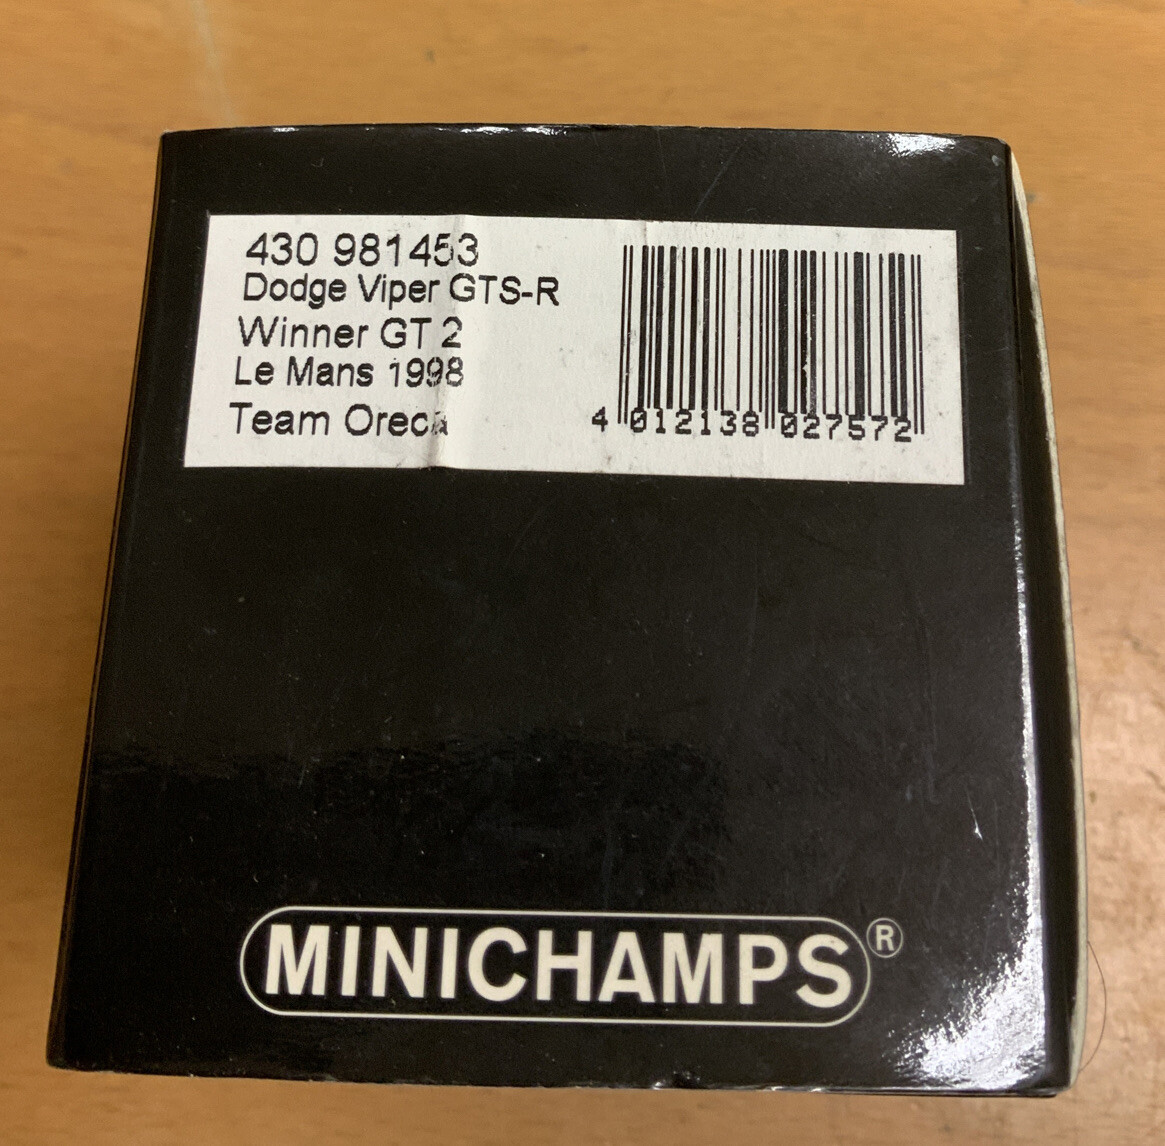 430 981453
Dodge Viper GTS-R
Winner GT 2
Le Mans 1998
Team Oreca
4 012138 027572
MINICHAMPS®